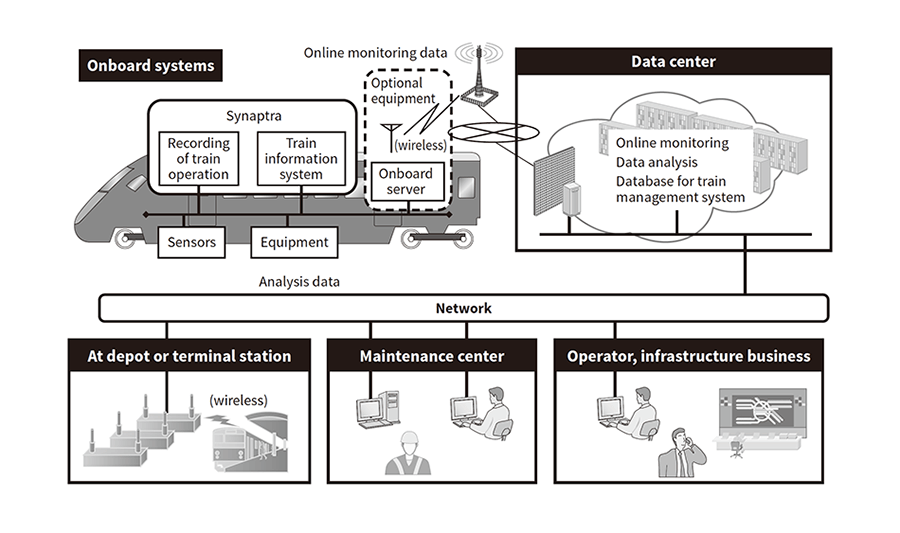 Onboard systems
Online monitoring data
Data center
Optional
equipment
Synaptra
(wireless)
Recording
of train
operation
Train
information
system
Onboard
server
Online monitoring
Data analysis
Database for train
management system
Sensors
Equipment
Analysis data
Network
At depot or terminal station
(wireless)
Maintenance center
Operator, infrastructure business